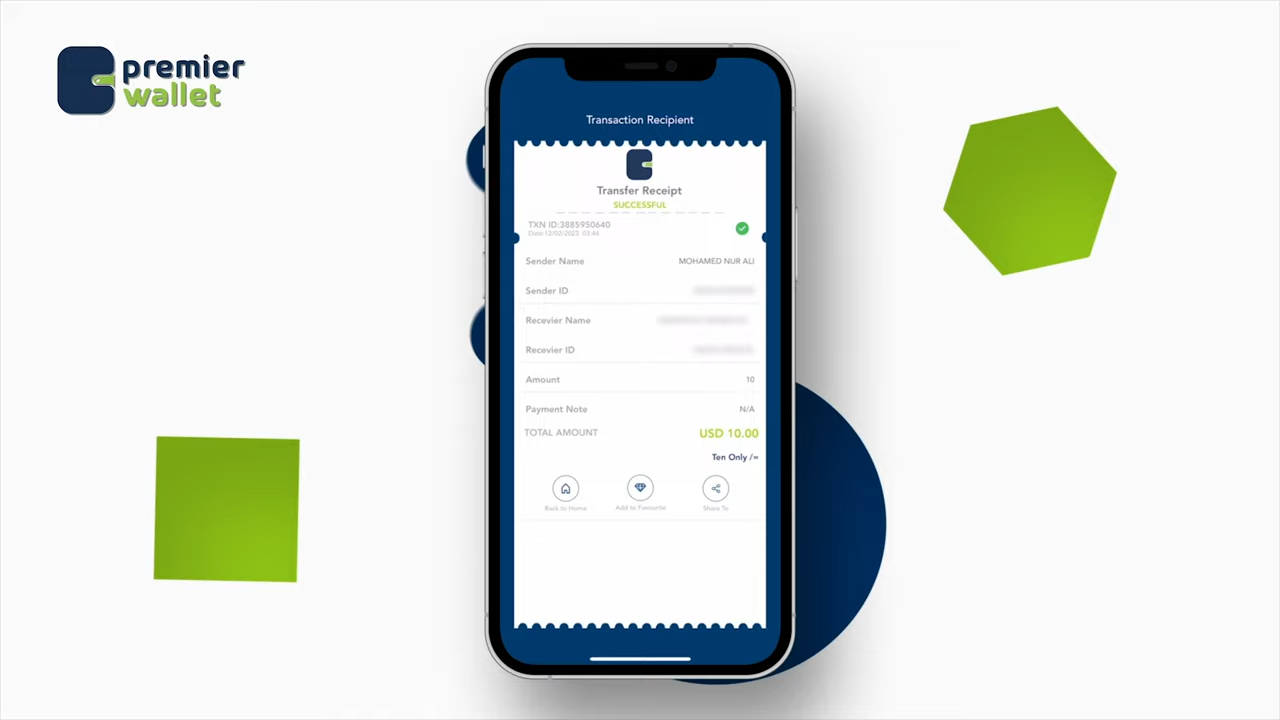 premier
wallet
Transaction Recipient
Transfer Receipt
SUCCESSFUL
TXN ID:3885950640
Date:12/02/2023 03:44
Sender Name MOHAMED NUR ALI
Sender ID
Recevier Name
Recevier ID
Amount 10
Payment Note N/A
TOTAL AMOUNT USD 10.00
Ten Only /=
Back to Home Add to Favourite Share To